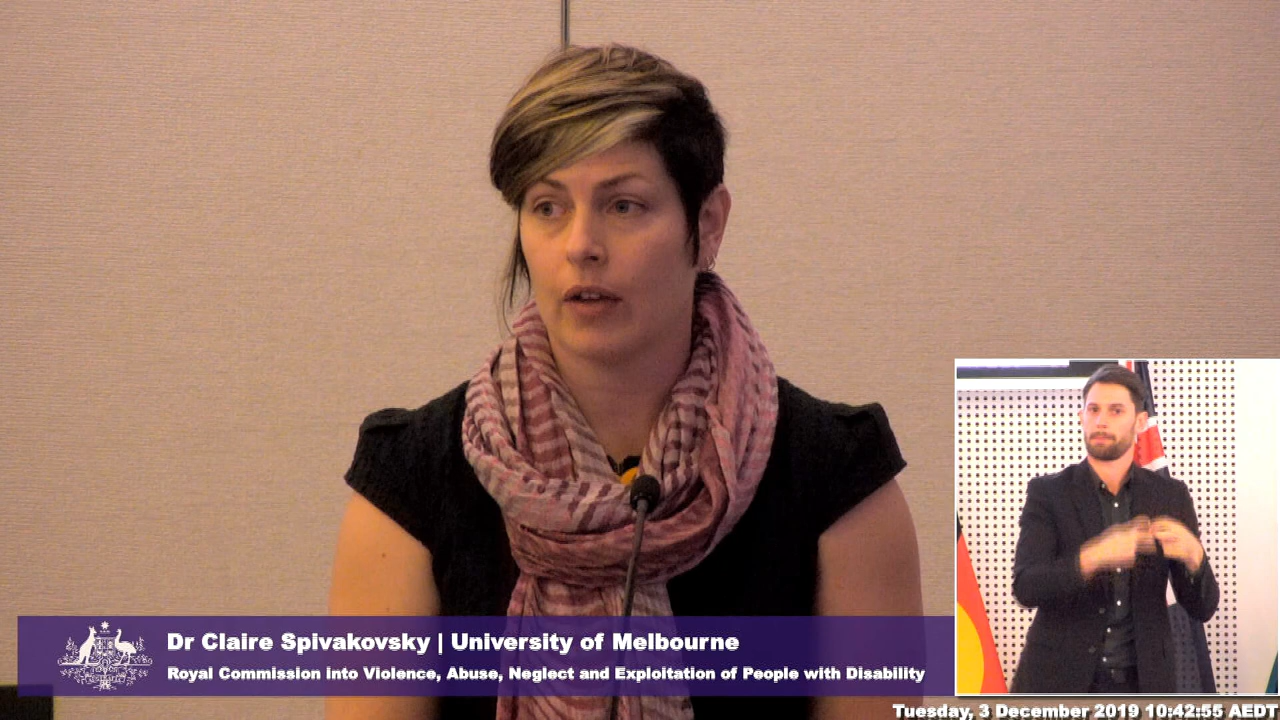 Dr Claire Spivakovsky | University of Melbourne
Royal Commission into Violence, Abuse, Neglect and Exploitation of People with Disability
Tuesday, 3 December 2019 10:42:55 AEDT